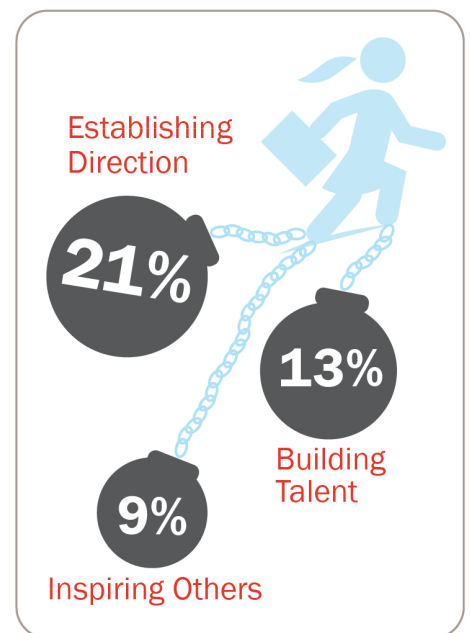 Establishing
Direction
21%
13%
Building
Talent
9%
Inspiring Others